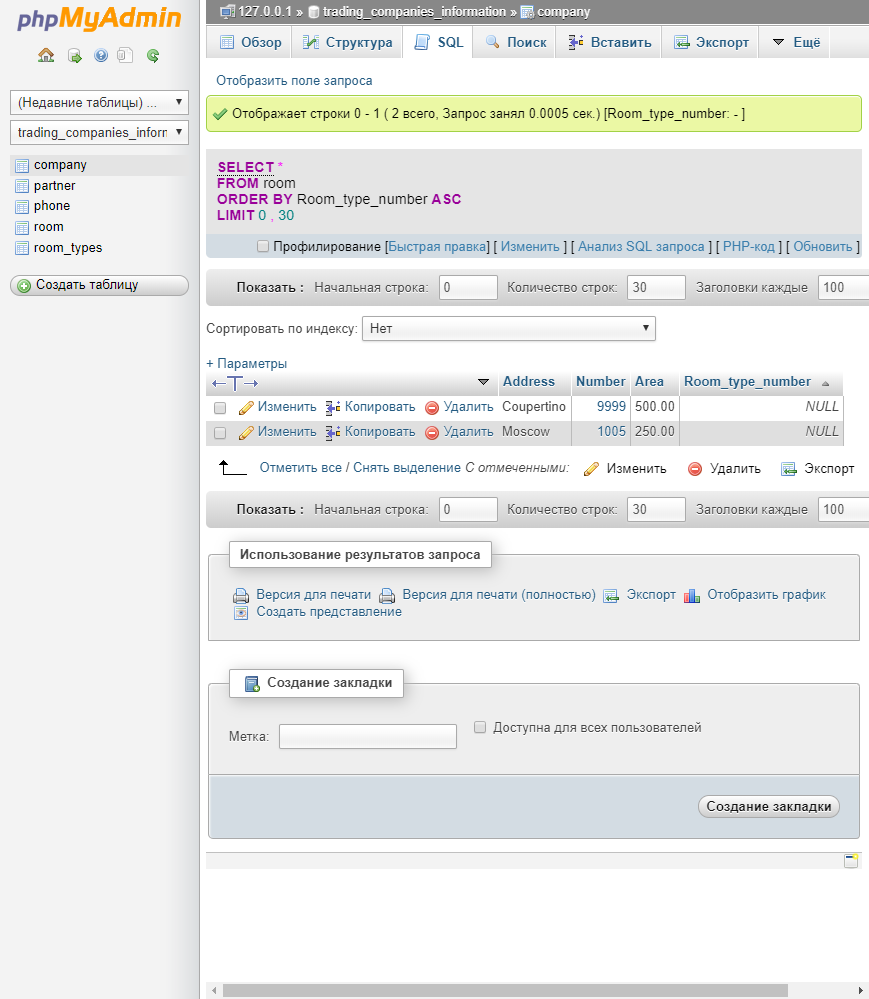 phpMyAdmin
(Недавние таблицы) ...
trading_companies_inform
company
partner
phone
room
room_types
Создать таблицу
127.0.0.1 » trading_companies_information » company
Обзор Структура SQL Поиск Вставить Экспорт Ещё
Отобразить поле запроса
Отображает строки 0 - 1 ( 2 всего, Запрос занял 0.0005 сек.) [Room_type_number: - ]
SELECT *
FROM room
ORDER BY Room_type_number ASC
LIMIT 0 , 30
Профилирование [Быстрая правка] [ Изменить ] [ Анализ SQL запроса ] [ PHP-код ] [ Обновить ]
Показать : Начальная строка: 0 Количество строк: 30 Заголовки каждые 100
Сортировать по индексу: Нет
+ Параметры
←T→ Address Number Area Room_type_number
Изменить Копировать Удалить Coupertino 9999 500.00 NULL
Изменить Копировать Удалить Moscow 1005 250.00 NULL
Отметить все / Снять выделение С отмеченными: Изменить Удалить Экспорт
Показать : Начальная строка: 0 Количество строк: 30 Заголовки каждые 100
Использование результатов запроса
Версия для печати Версия для печати (полностью) Экспорт Отобразить график
Создать представление
Создание закладки
Метка: Доступна для всех пользователей
Создание закладки